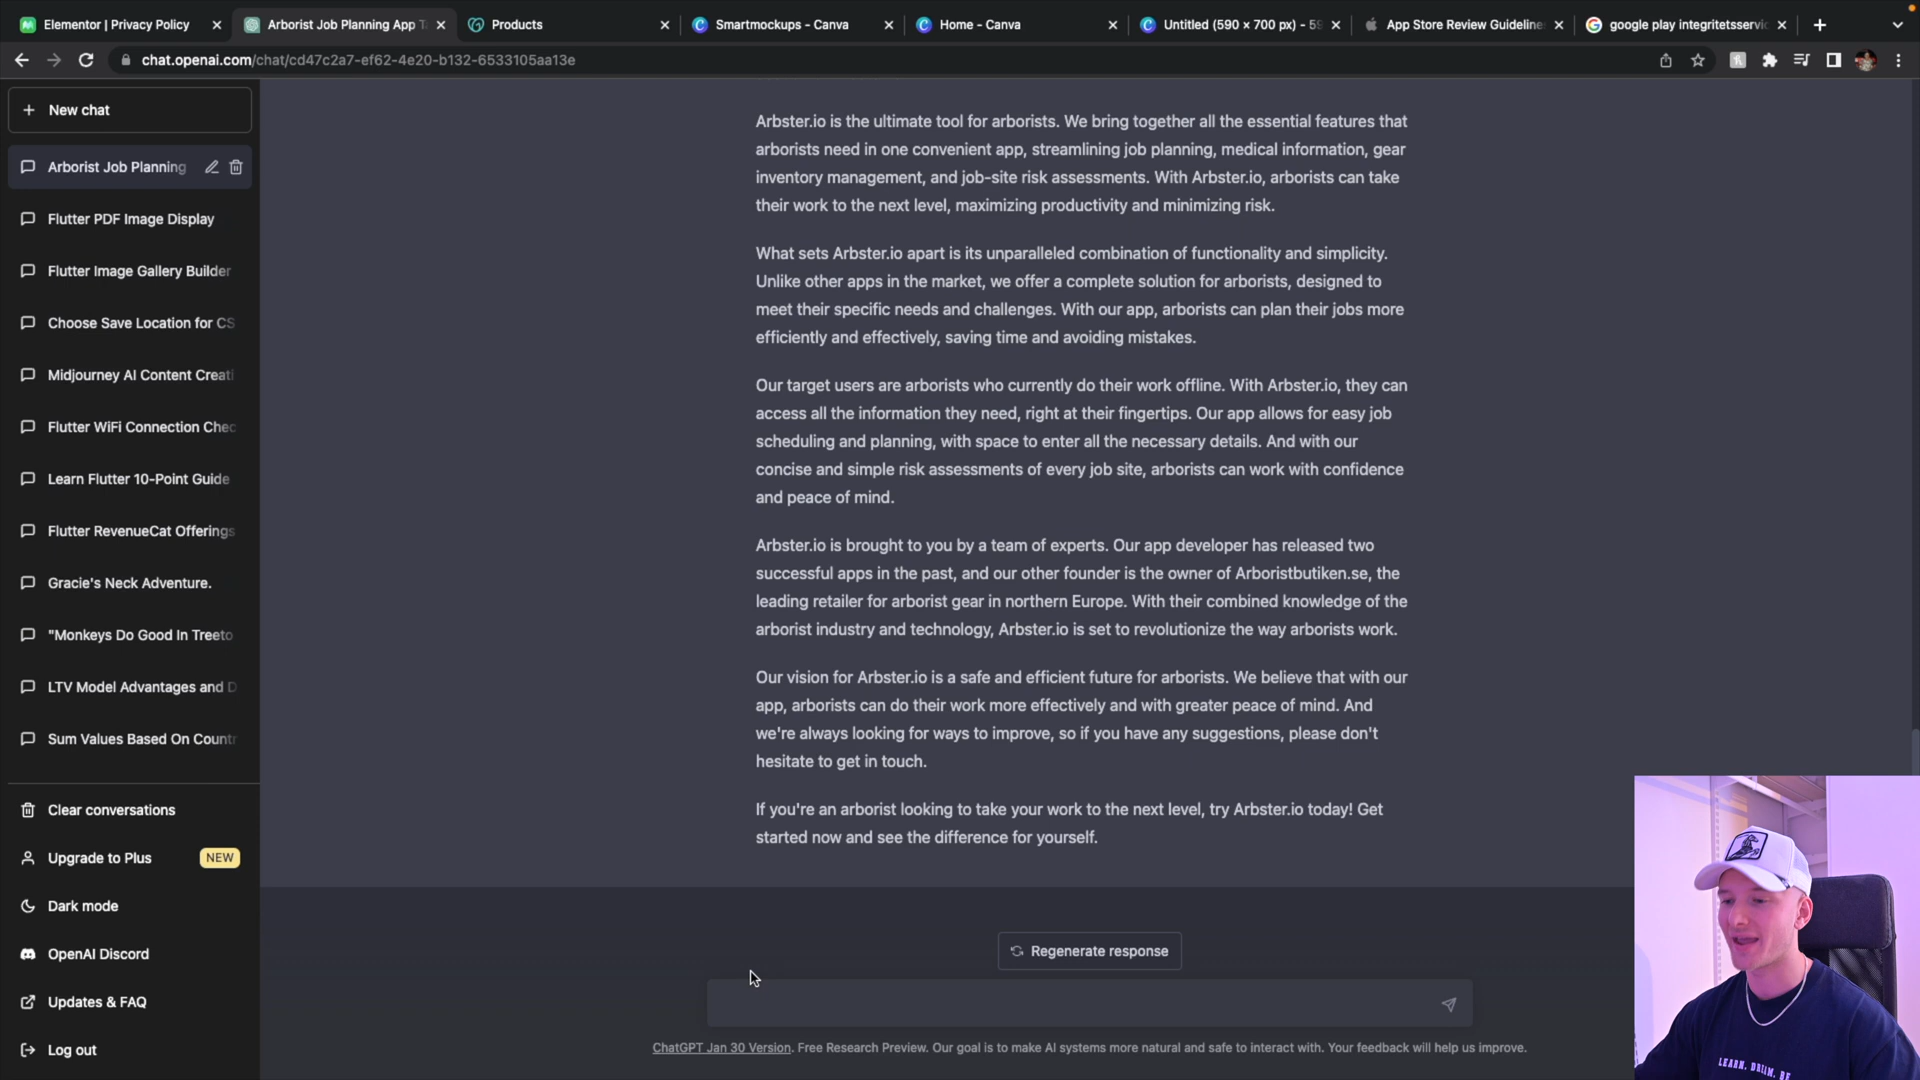 Elementor | Privacy Policy
Arborist Job Planning App T
Products
Smartmockups - Canva
Home - Canva
Untitled (590 × 700 px) - 59
App Store Review Guideline
google play integritetsservic
chat.openai.com/chat/cd47c2a7-ef62-4e20-b132-6533105aa13e
New chat
Arborist Job Planning
Flutter PDF Image Display
Flutter Image Gallery Builder
Choose Save Location for CS
Midjourney AI Content Creati
Flutter WiFi Connection Chec
Learn Flutter 10-Point Guide
Flutter RevenueCat Offerings
Gracie's Neck Adventure.
"Monkeys Do Good In Treeto
LTV Model Advantages and D
Sum Values Based On Countr
Clear conversations
Upgrade to Plus
NEW
Dark mode
OpenAI Discord
Updates & FAQ
Log out
Arbster.io is the ultimate tool for arborists. We bring together all the essential features that
arborists need in one convenient app, streamlining job planning, medical information, gear
inventory management, and job-site risk assessments. With Arbster.io, arborists can take
their work to the next level, maximizing productivity and minimizing risk.
What sets Arbster.io apart is its unparalleled combination of functionality and simplicity.
Unlike other apps in the market, we offer a complete solution for arborists, designed to
meet their specific needs and challenges. With our app, arborists can plan their jobs more
efficiently and effectively, saving time and avoiding mistakes.
Our target users are arborists who currently do their work offline. With Arbster.io, they can
access all the information they need, right at their fingertips. Our app allows for easy job
scheduling and planning, with space to enter all the necessary details. And with our
concise and simple risk assessments of every job site, arborists can work with confidence
and peace of mind.
Arbster.io is brought to you by a team of experts. Our app developer has released two
successful apps in the past, and our other founder is the owner of Arboristbutiken.se, the
leading retailer for arborist gear in northern Europe. With their combined knowledge of the
arborist industry and technology, Arbster.io is set to revolutionize the way arborists work.
Our vision for Arbster.io is a safe and efficient future for arborists. We believe that with our
app, arborists can do their work more effectively and with greater peace of mind. And
we're always looking for ways to improve, so if you have any suggestions, please don't
hesitate to get in touch.
If you're an arborist looking to take your work to the next level, try Arbster.io today! Get
started now and see the difference for yourself.
Regenerate response
ChatGPT Jan 30 Version. Free Research Preview. Our goal is to make AI systems more natural and safe to interact with. Your feedback will help us improve.
LEARN. DREAM. BE